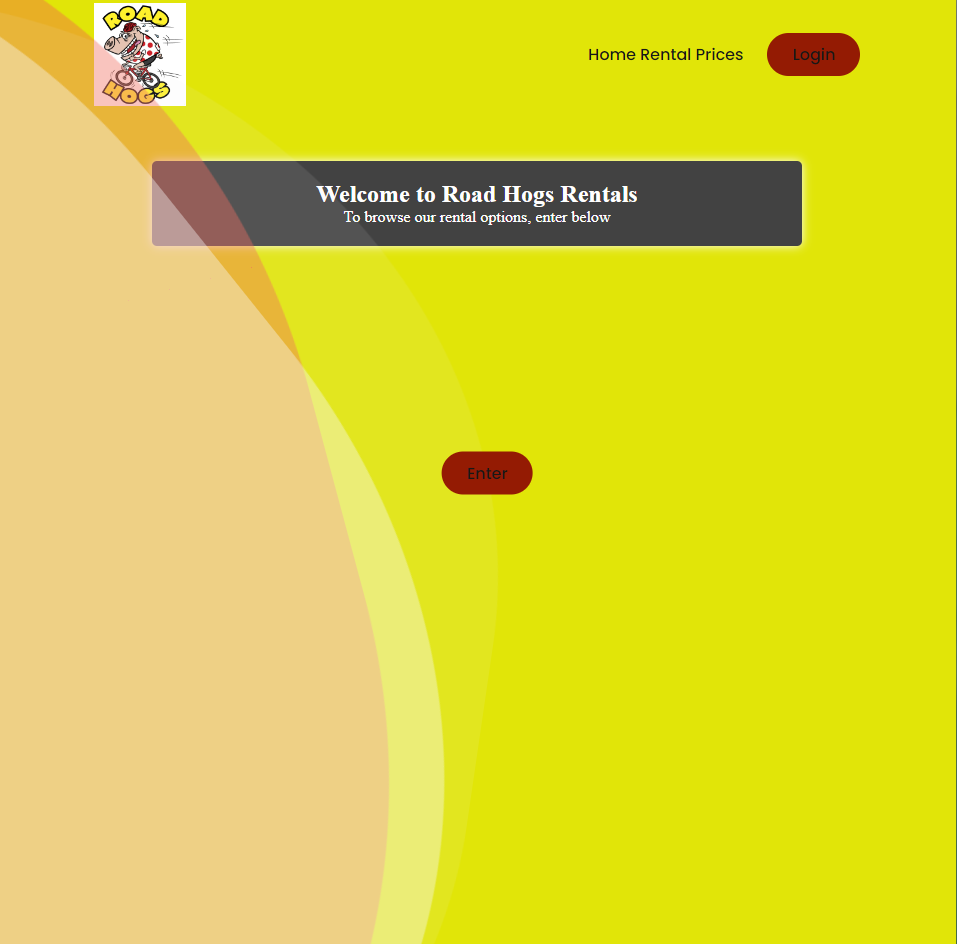 ROAD
HOGS
Home Rental Prices
Login
Welcome to Road Hogs Rentals
To browse our rental options, enter below
Enter